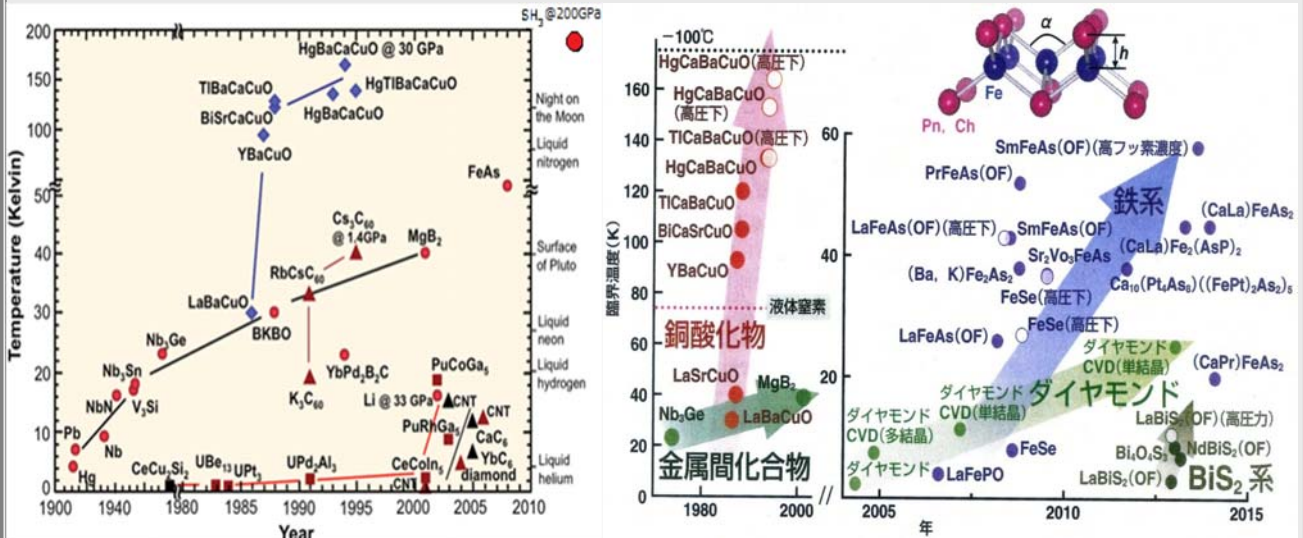 SH₃@200GPa
Temperature (Kelvin)
200
150
100
50
40
30
20
10
0
1900
1940
1980
1985
1990
1995
2000
2005
2010
Year
HgBaCaCuO @ 30 GPa
TlBaCaCuO
HgTlBaCaCuO
BiSrCaCuO
HgBaCaCuO
YBaCuO
FeAs
Cs₃C₆₀
@ 1.4GPa
MgB₂
RbCsC₆₀
LaBaCuO
BKBO
Nb₃Ge
Nb₃Sn
NbN
V₃Si
K₃C₆₀
YbPd₂B₂C
PuCoGa₅
Li @ 33 GPa
CNT
CNT
PuRhGa₅
CaC₆
YbC₆
Pb
Nb
Hg
CeCu₂Si₂
UBe₁₃
UPt₃
UPd₂Al₃
CeCoIn₅
CNT
diamond
Night on
the Moon
Liquid
nitrogen
Surface
of Pluto
Liquid
neon
Liquid
hydrogen
Liquid
helium
臨界温度(K)
160
140
120
100
80
60
40
20
0
1980
2000
−100℃
HgCaBaCuO(高圧下)
HgCaBaCuO
(高圧下)
TlCaBaCuO(高圧下)
HgCaBaCuO
TlCaBaCuO
BiCaSrCuO
YBaCuO
液体窒素
銅酸化物
LaSrCuO
MgB₂
Nb₃Ge
LaBaCuO
金属間化合物
α
h
Fe
Pn, Ch
60
40
20
2005
2010
2015
年
SmFeAs(OF)(高フッ素濃度)
PrFeAs(OF)
鉄系
(CaLa)FeAs₂
LaFeAs(OF)(高圧下)
SmFeAs(OF)
(CaLa)Fe₂(AsP)₂
Sr₂Vo₃FeAs
(Ba, K)Fe₂As₂
Ca₁₀(Pt₄As₈)((FePt)₂As₂)₅
FeSe(高圧下)
FeSe(高圧下)
LaFeAs(OF)
ダイヤモンド
CVD(単結晶)
(CaPr)FeAs₂
ダイヤモンド
CVD(単結晶)
ダイヤモンド
ダイヤモンド
CVD(多結晶)
LaBiS₂(OF)(高圧力)
FeSe
Bi₄O₄S₃
NdBiS₂(OF)
ダイヤモンド
LaFePO
LaBiS₂(OF)
BiS₂系